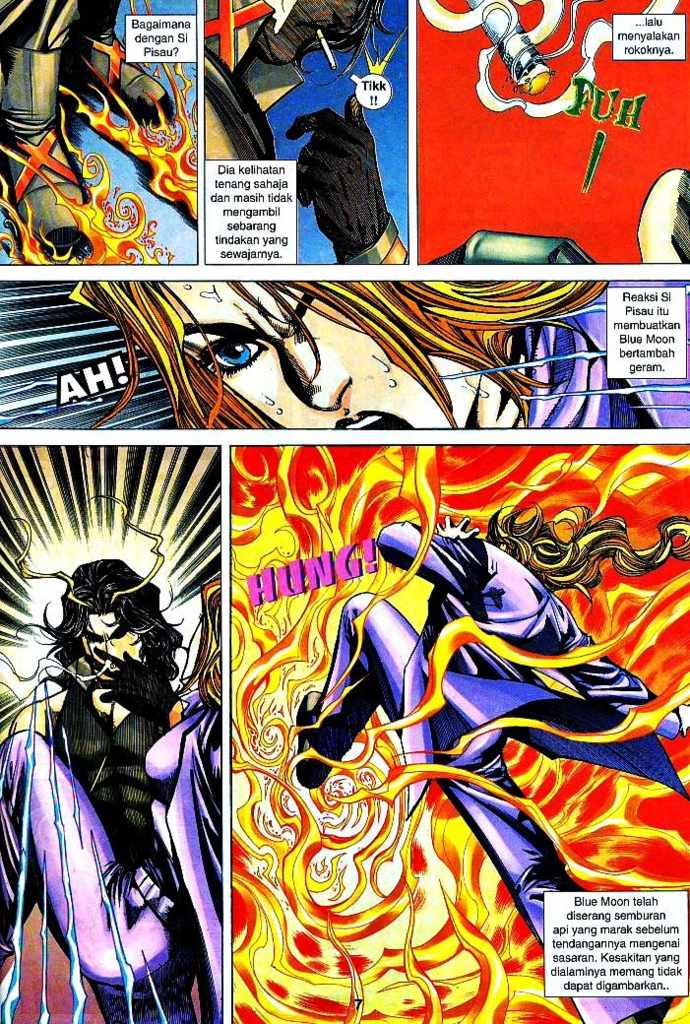 Bagaimana
dengan Si
Pisau?
Tikk
!!
Dia kelihatan
tenang sahaja
dan masih tidak
mengambil
tindakan yang
sewajarnya.
...lalu
menyalakan
rokoknya.
FUH
!
Reaksi Si
Pisau itu
membuatkan
Blue Moon
bertambah
geram.
AH!
HUNG!
Blue Moon telah
diserang semburan
api yang marak sebelum
tendangannya mengenai
sasaran. Kesakitan yang
dialaminya memang tidak
dapat digambarkan..
7